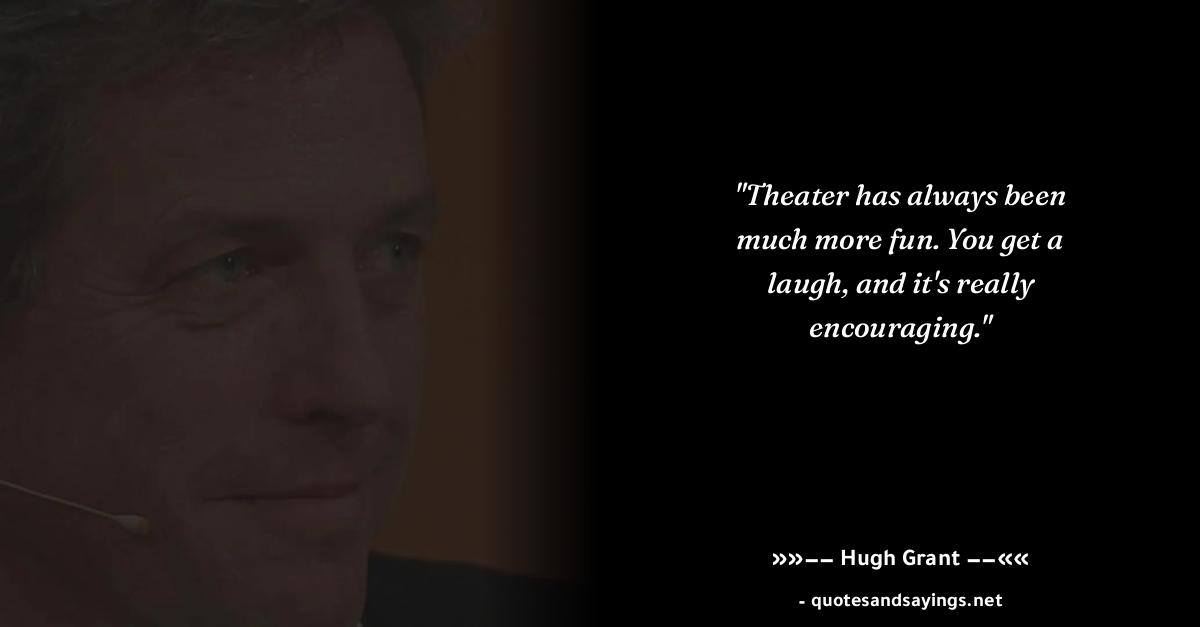 "Theater has always been
much more fun. You get a
laugh, and it's really
encouraging."
»»–– Hugh Grant ––««
- quotesandsayings.net